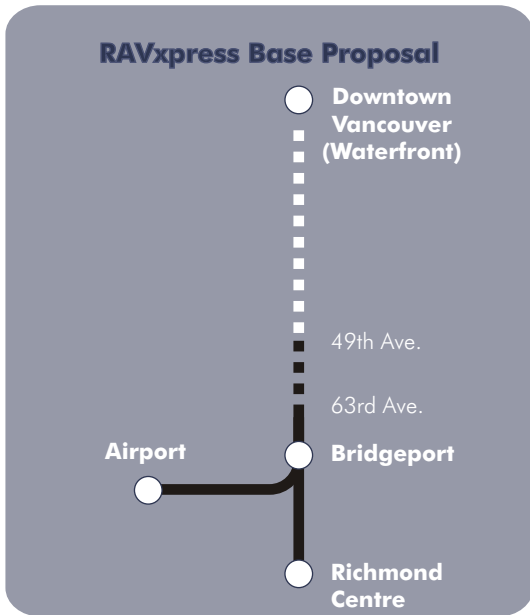 RAVxpress Base Proposal
Downtown
Vancouver
(Waterfront)
49th Ave.
63rd Ave.
Airport
Bridgeport
Richmond
Centre